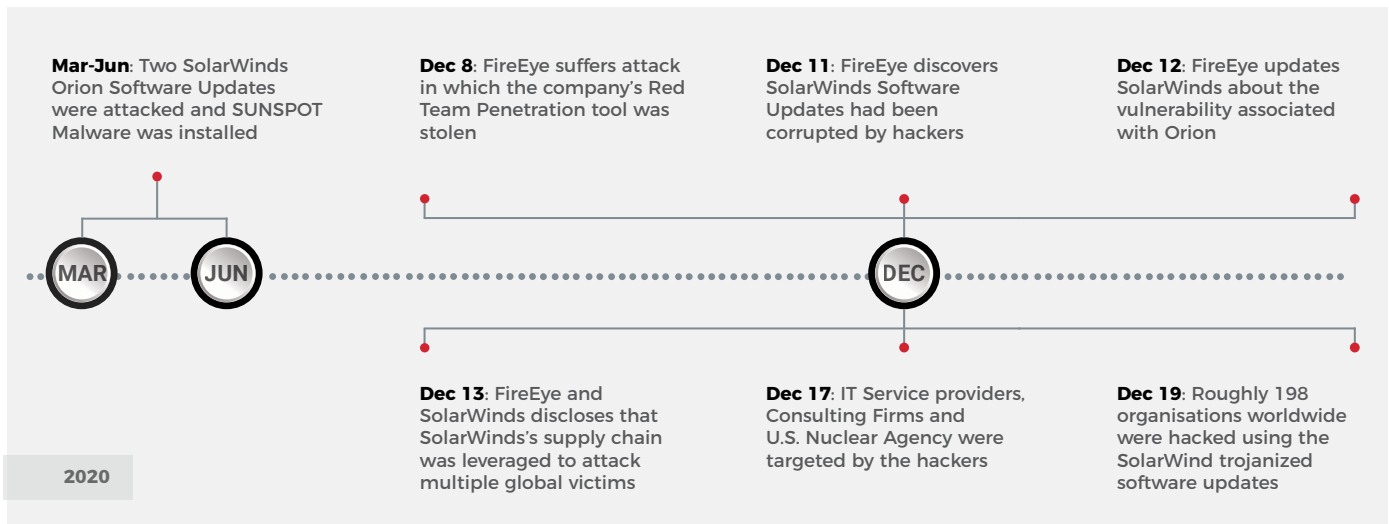 Mar-Jun: Two SolarWinds
Orion Software Updates
were attacked and SUNSPOT
Malware was installed
Dec 8: FireEye suffers attack
in which the company's Red
Team Penetration tool was
stolen
Dec 11: FireEye discovers
SolarWinds Software
Updates had been
corrupted by hackers
Dec 12: FireEye updates
SolarWinds about the
vulnerability associated
with Orion
MAR
JUN
DEC
Dec 13: FireEye and
SolarWinds discloses that
SolarWinds's supply chain
was leveraged to attack
multiple global victims
Dec 17: IT Service providers,
Consulting Firms and
U.S. Nuclear Agency were
targeted by the hackers
Dec 19: Roughly 198
organisations worldwide
were hacked using the
SolarWind trojanized
software updates
2020